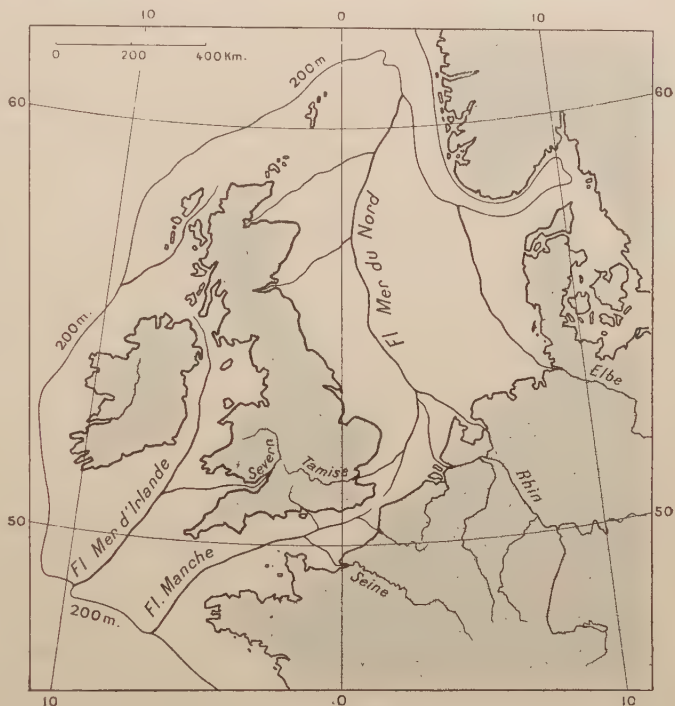 10 0 10
0 200 400 Km.
200 m
60 60
Fl Mer du Nord
200 m.
Elbe
Severn
Tamise
Rhin
Fl Mer d'Irlande
50 50
Fl. Manche
Seine
200 m.
10 .0 10